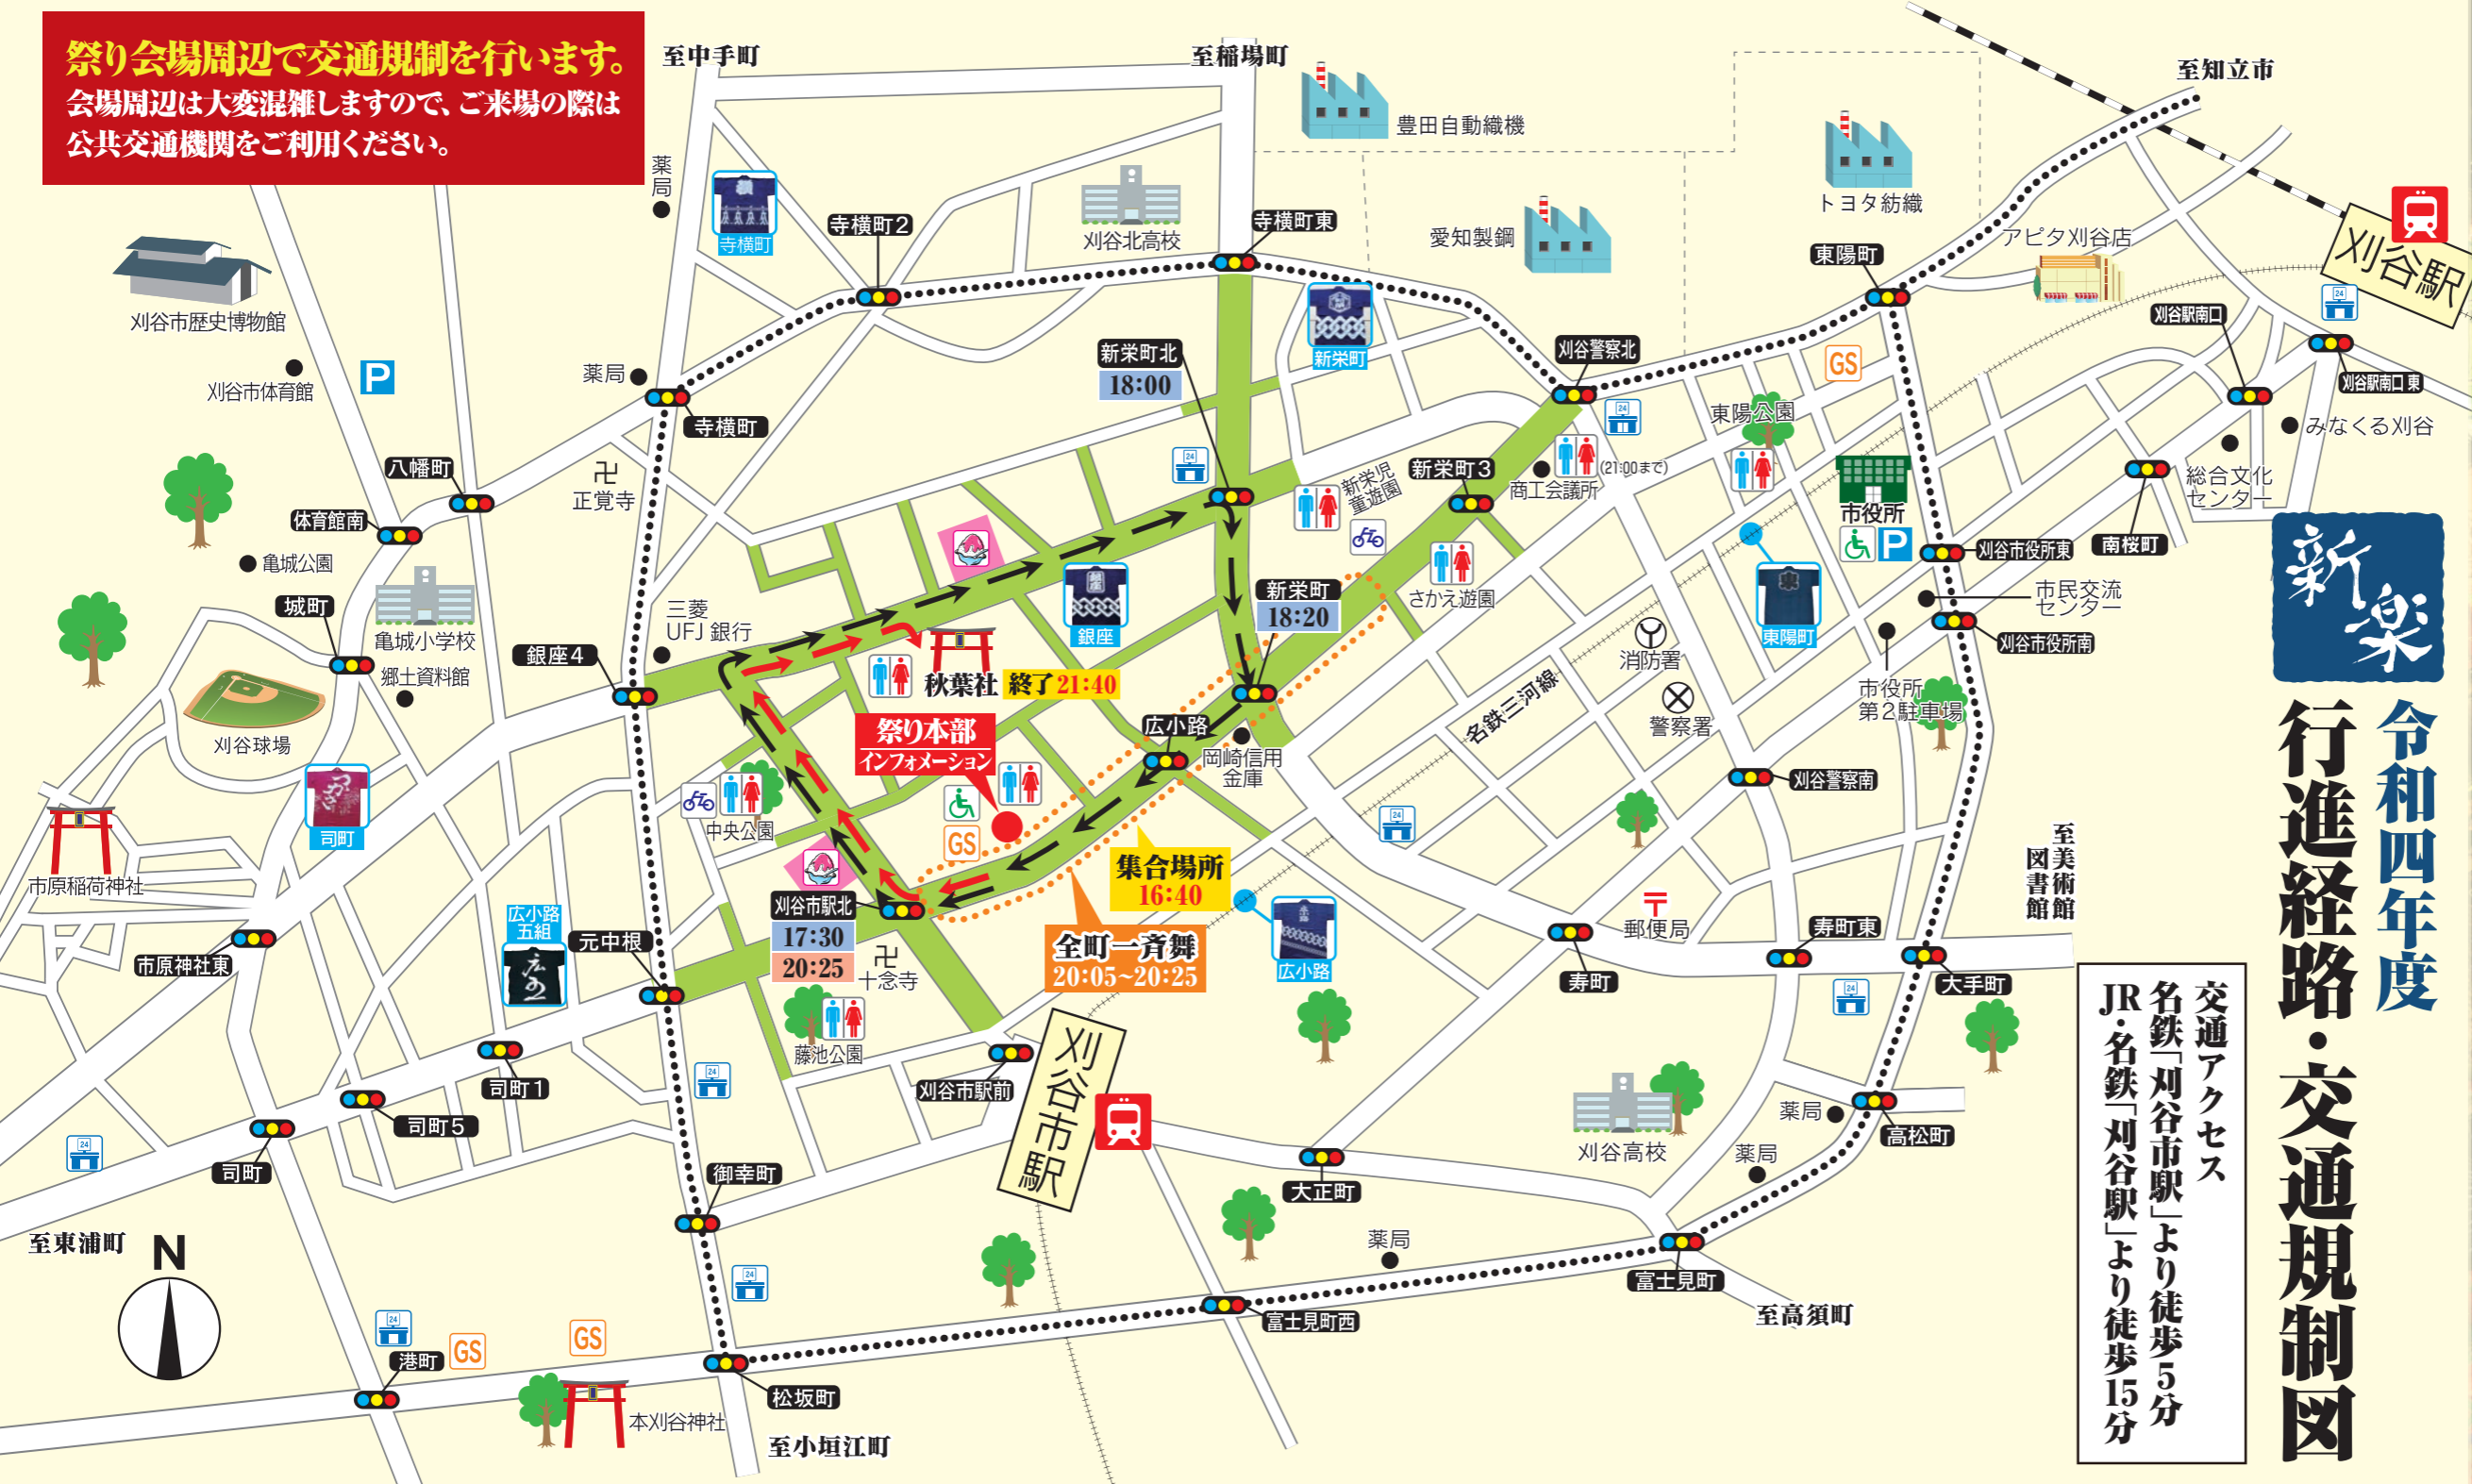 祭り会場周辺で交通規制を行います。
会場周辺は大変混雑しますので、ご来場の際は
公共交通機関をご利用ください。
至中手町
至稲場町
至知立市
豊田自動織機
トヨタ紡織
愛知製鋼
アピタ刈谷店
刈谷駅
薬局
寺横町
寺横町2
刈谷北高校
寺横町東
東陽町
刈谷市歴史博物館
刈谷市体育館
P
薬局
寺横町
新栄町北
18:00
新栄町
刈谷警察北
GS
刈谷駅南口
24
刈谷駅南口 東
みなくる刈谷
総合文化
センター
南桜町
東陽公園
24
(21:00まで)
商工会議所
新栄町3
新栄児
童遊園
24
八幡町
体育館南
正覚寺
亀城公園
城町
亀城小学校
郷土資料館
刈谷球場
三菱
UFJ 銀行
銀座4
銀座
新栄町
18:20
さかえ遊園
市役所
P
刈谷市役所東
市民交流
センター
刈谷市役所南
東陽町
消防署
警察署
名鉄三河線
市役所
第2駐車場
刈谷警察南
秋葉社
終了21:40
祭り本部
インフォメーション
広小路
岡崎信用
金庫
中央公園
GS
集合場所
16:40
24
司町
市原稲荷神社
市原神社東
広小路
五組
元中根
刈谷市駅北
17:30
20:25
十念寺
全町一斉舞
20:05~20:25
広小路
郵便局
寿町
寿町東
大手町
24
至美術館
図書館
藤池公園
刈谷市駅前
刈谷市駅
24
司町1
司町5
司町
24
御幸町
大正町
刈谷高校
薬局
薬局
高松町
至東浦町
N
24
薬局
富士見町
富士見町西
至高須町
24
港町
GS
GS
本刈谷神社
松坂町
至小垣江町
新楽
令和四年度
行進経路・交通規制図
交通アクセス
名鉄「刈谷市駅」より徒歩5分
JR・名鉄「刈谷駅」より徒歩15分